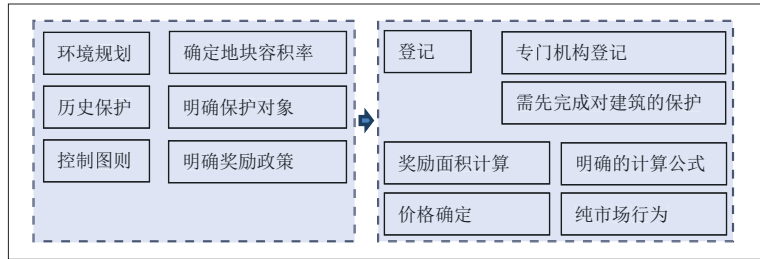 环境规划
确定地块容积率
历史保护
明确保护对象
控制图则
明确奖励政策
登记
专门机构登记
需先完成对建筑的保护
奖励面积计算
明确的计算公式
价格确定
纯市场行为